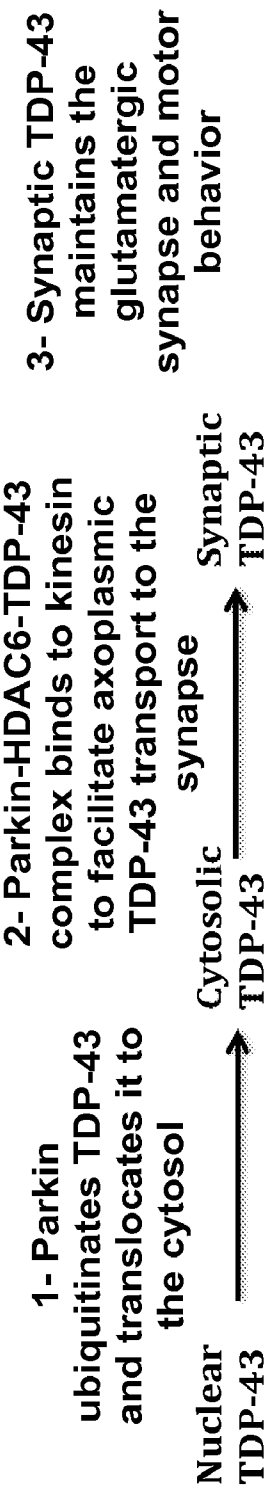 1- Parkin
ubiquitinates TDP-43
and translocates it to
the cytosol
2- Parkin-HDAC6-TDP-43
complex binds to kinesin
to facilitate axoplasmic
TDP-43 transport to the
synapse
3- Synaptic TDP-43
maintains the
glutamatergic
synapse and motor
behavior
Nuclear
TDP-43
Cytosolic
TDP-43
Synaptic
TDP-43